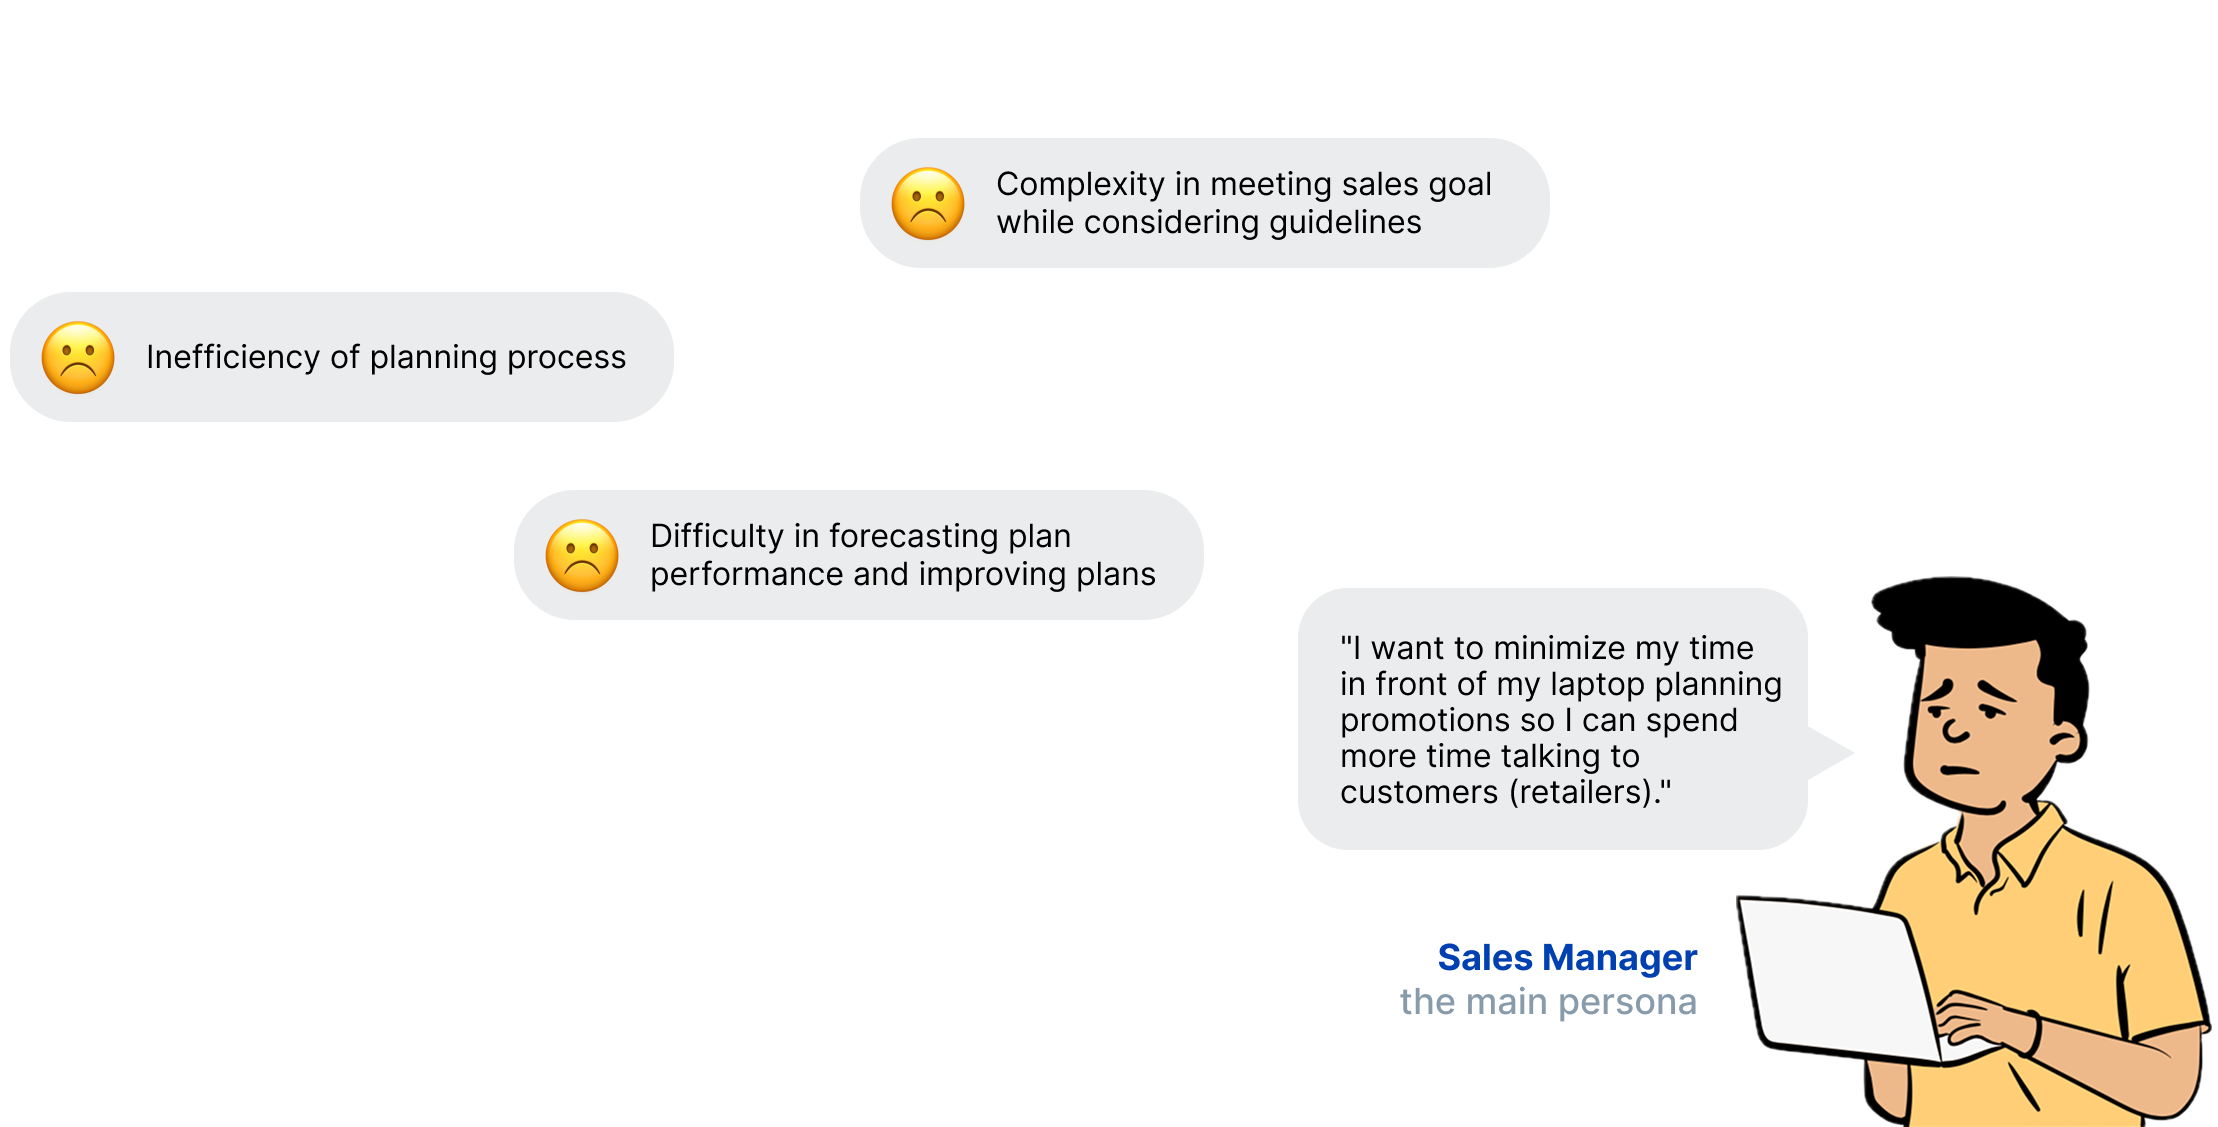 Complexity in meeting sales goal
while considering guidelines
Inefficiency of planning process
Difficulty in forecasting plan
performance and improving plans
"I want to minimize my time
in front of my laptop planning
promotions so I can spend
more time talking to
customers (retailers)."
Sales Manager
the main persona